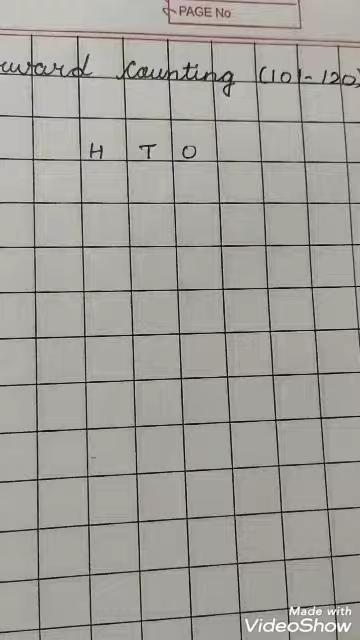 PAGE No
ward Counting (101-120)
H T O
Made with
VideoShow